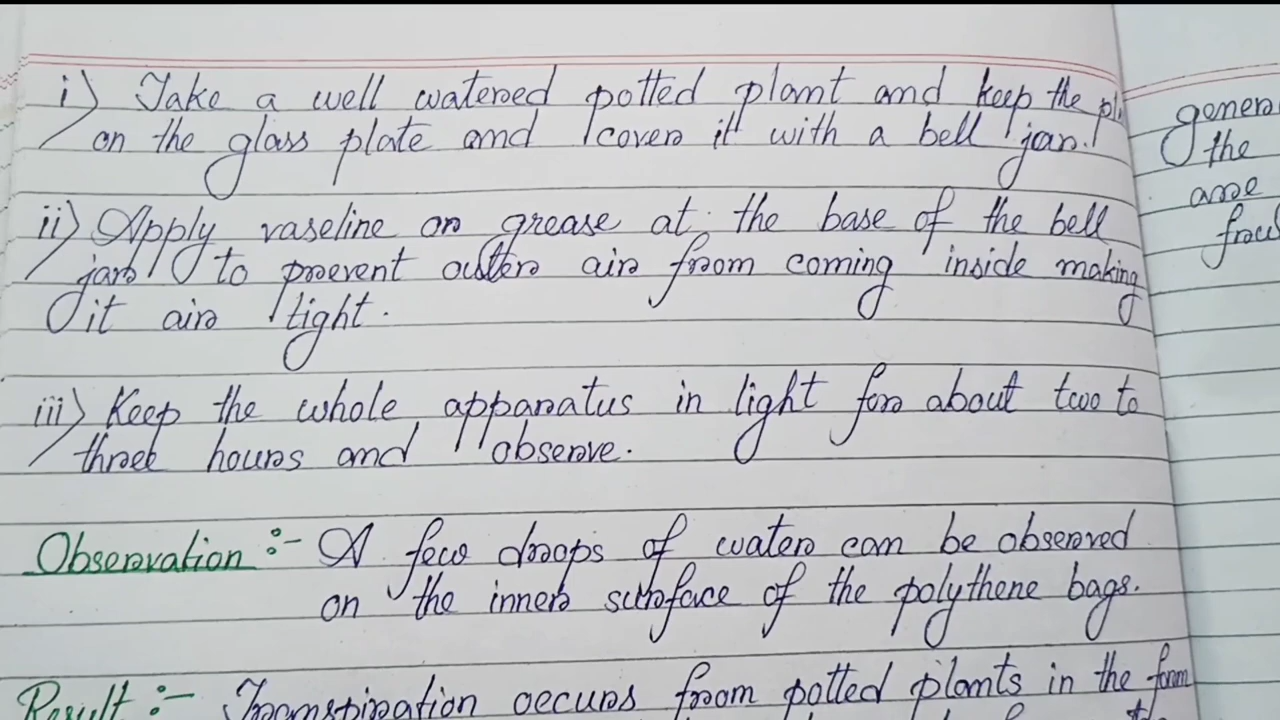 i) Take a well watered potted plant and keep the
on the glass plate and cover it with a bell jar.
ii) Apply vaseline or grease at the base of the bell
jar to prevent outer air from coming inside making
it air tight.
iii) Keep the whole apparatus in light for about two to
three hours and observe.
Observation :- A few drops of water can be observed
on the inner surface of the polythene bags.
Result :- Transpiration occurs from potted plants in the form
the
the
are